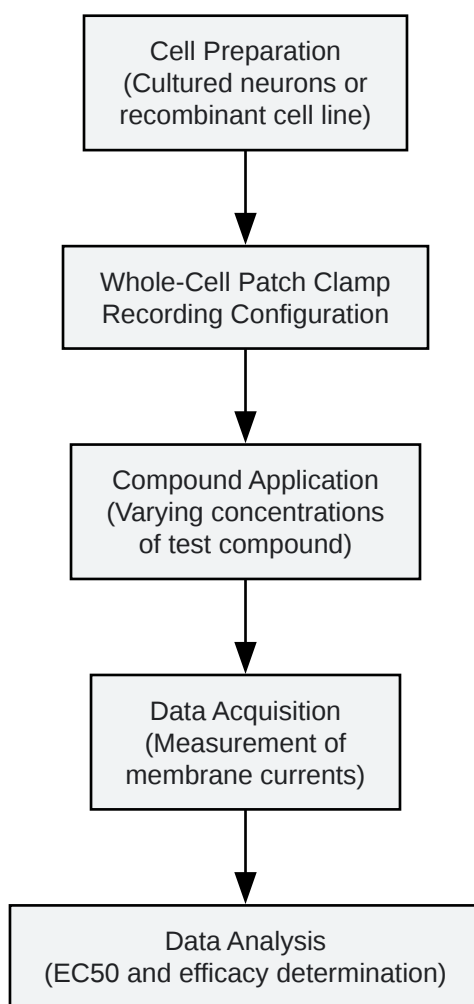 Cell Preparation
(Cultured neurons or
recombinant cell line)
Whole-Cell Patch Clamp
Recording Configuration
Compound Application
(Varying concentrations
of test compound)
Data Acquisition
(Measurement of
membrane currents)
Data Analysis
(EC50 and efficacy determination)